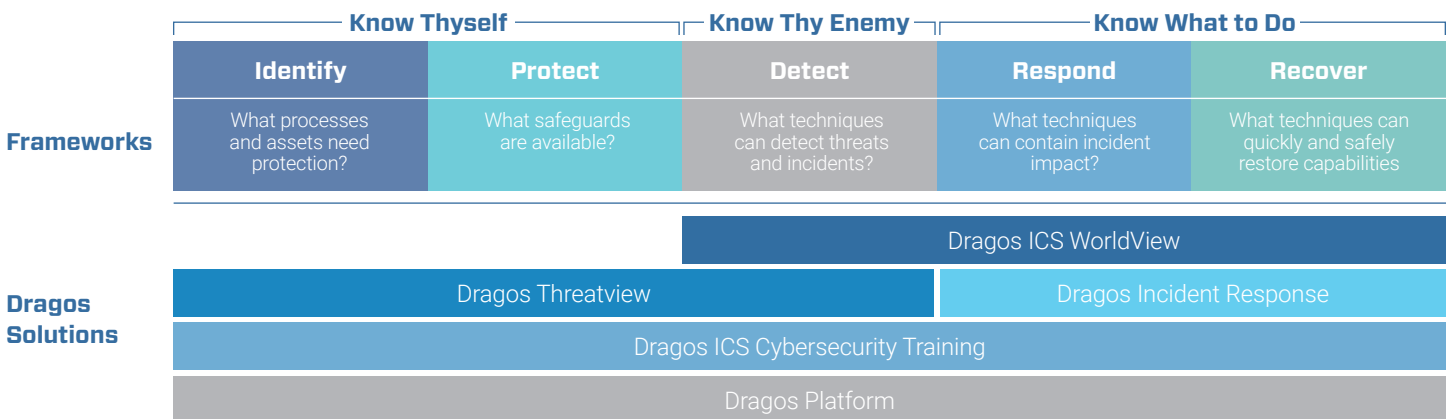 Know Thyself
Know Thy Enemy
Know What to Do
Identify
Protect
Detect
Respond
Recover
Frameworks
What processes
and assets need
protection?
What safeguards
are available?
What techniques
can detect threats
and incidents?
What techniques
can contain incident
impact?
What techniques can
quickly and safely
restore capabilities
Dragos
Solutions
Dragos ICS WorldView
Dragos Threatview
Dragos Incident Response
Dragos ICS Cybersecurity Training
Dragos Platform